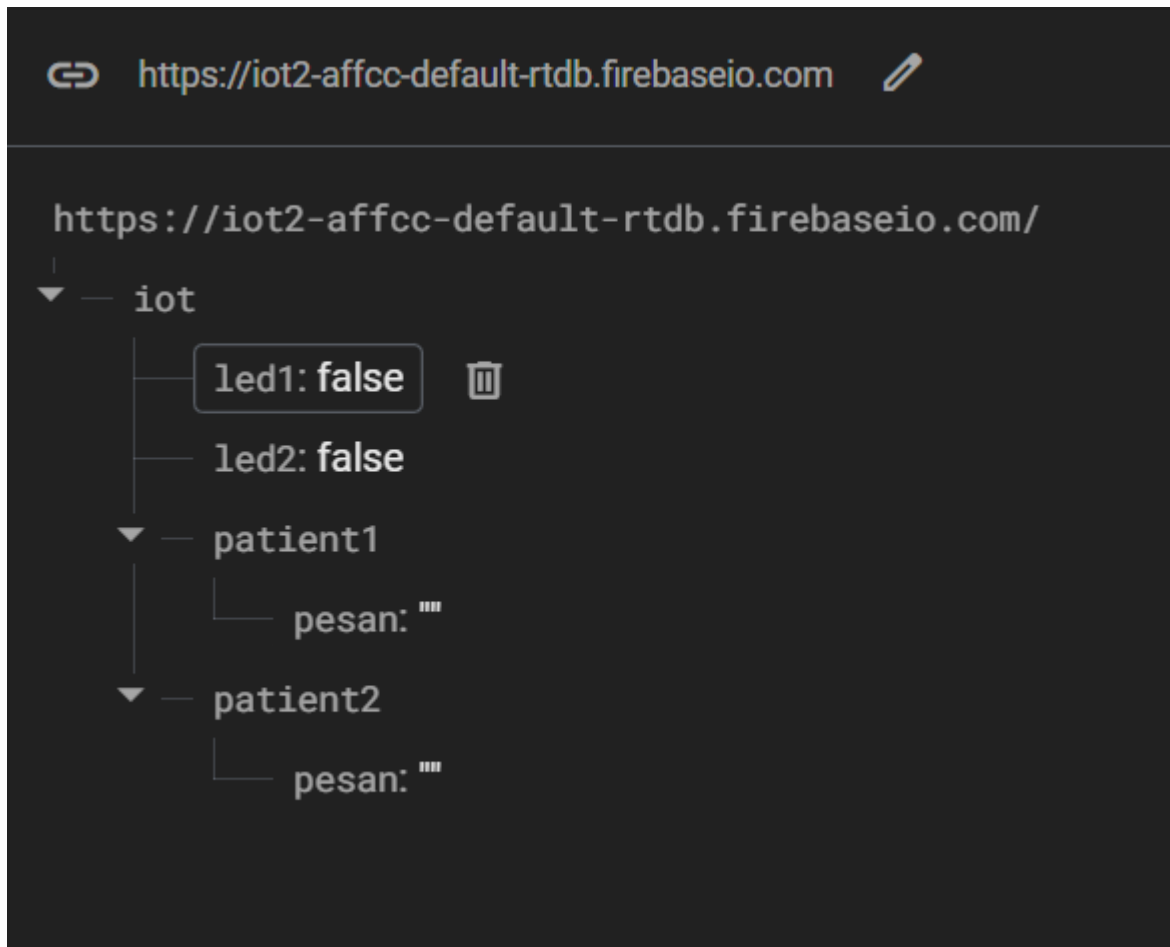 https://iot2-affcc-default-rtdb.firebaseio.com
https://iot2-affcc-default-rtdb.firebaseio.com/
iot
led1: false
led2: false
patient1
pesan: ""
patient2
pesan: ""